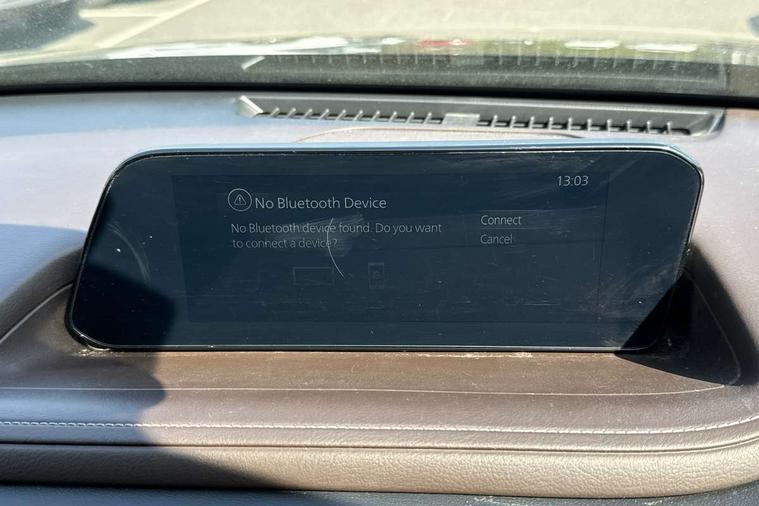 13:03
No Bluetooth Device
No Bluetooth device found. Do you want
to connect a device?
Connect
Cancel